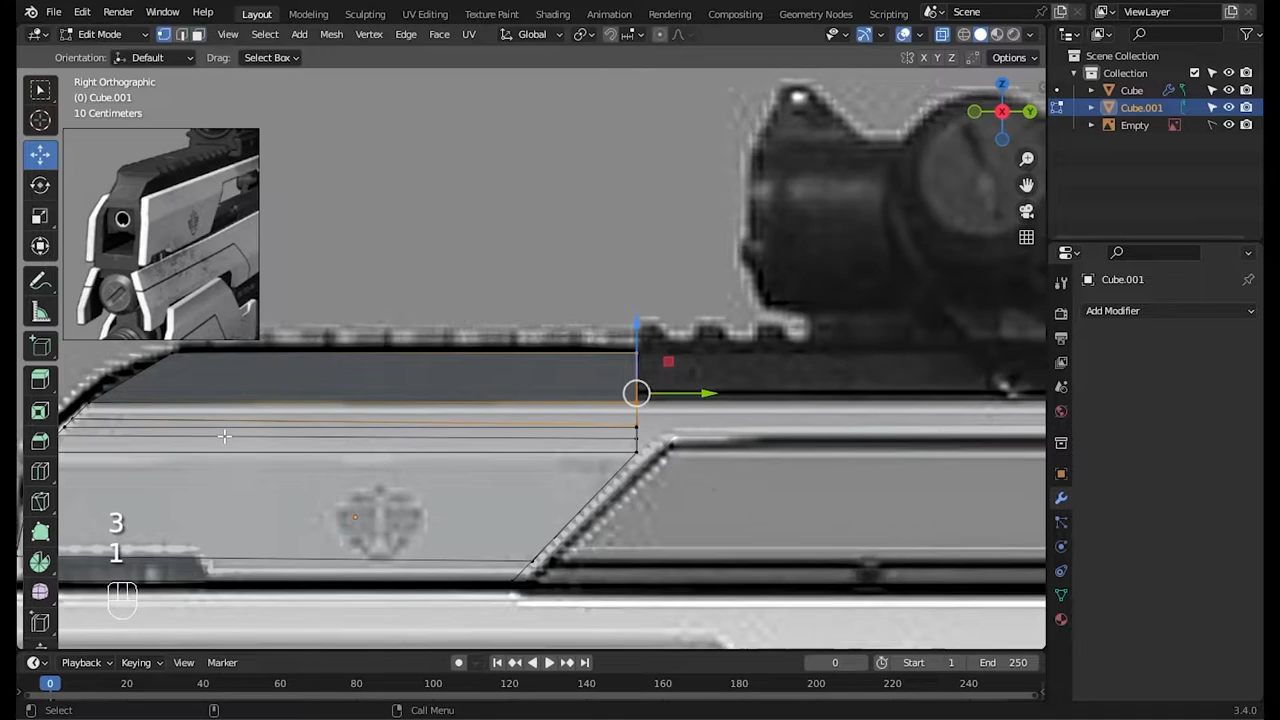 File Edit Render Window Help Layout Modeling Sculpting UV Editing Texture Paint Shading Animation Rendering Compositing Geometry Nodes Scripting Scene ViewLayer
Edit Mode View Select Add Mesh Vertex Edge Face UV Global
Orientation: Default Drag: Select Box X Y Z Options
Right Orthographic
(0) Cube.001
10 Centimeters
Z
X
Y
3
1
Scene Collection
Collection
Cube
Cube.001
Empty
Cube.001
Add Modifier
Playback Keying View Marker 0 Start 1 End 250
0 20 40 60 80 100 120 140 160 180 200 220 240
Select Call Menu 3.4.0